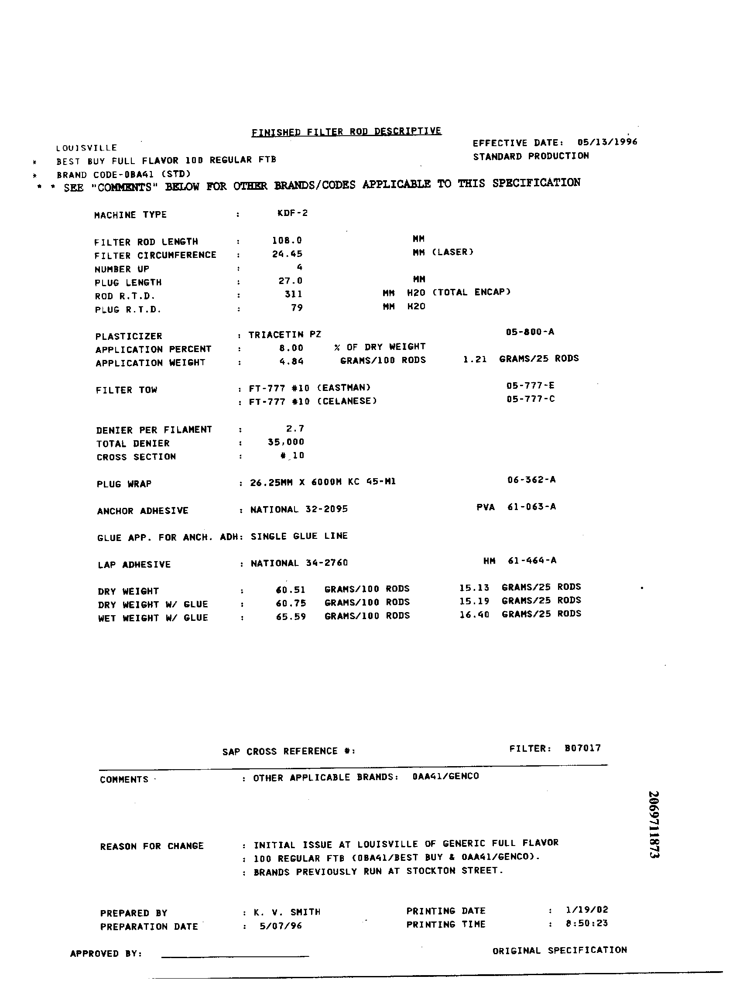 FINISHED FILTER ROD DESCRIPTIVE
LOUISVILLE EFFECTIVE DATE: 05/13/1996
* BEST BUY FULL FLAVOR 100 REGULAR FTB STANDARD PRODUCTION
* BRAND CODE-0BA41 (STD)
* * SEE "COMMENTS" BELOW FOR OTHER BRANDS/CODES APPLICABLE TO THIS SPECIFICATION
MACHINE TYPE : KDF-2
FILTER ROD LENGTH : 108.0 MM
FILTER CIRCUMFERENCE : 24.45 MM (LASER)
NUMBER UP : 4
PLUG LENGTH : 27.0 MM
ROD R.T.D. : 311 MM H2O (TOTAL ENCAP)
PLUG R.T.D. : 79 MM H2O
PLASTICIZER : TRIACETIN PZ 05-800-A
APPLICATION PERCENT : 8.00 % OF DRY WEIGHT
APPLICATION WEIGHT : 4.84 GRAMS/100 RODS 1.21 GRAMS/25 RODS
FILTER TOW : FT-777 #10 (EASTMAN) 05-777-E
: FT-777 #10 (CELANESE) 05-777-C
DENIER PER FILAMENT : 2.7
TOTAL DENIER : 35,000
CROSS SECTION : # 10
PLUG WRAP : 26.25MM X 6000M KC 45-M1 06-362-A
ANCHOR ADHESIVE : NATIONAL 32-2095 PVA 61-063-A
GLUE APP. FOR ANCH. ADH: SINGLE GLUE LINE
LAP ADHESIVE : NATIONAL 34-2760 HM 61-464-A
DRY WEIGHT : 60.51 GRAMS/100 RODS 15.13 GRAMS/25 RODS
DRY WEIGHT W/ GLUE : 60.75 GRAMS/100 RODS 15.19 GRAMS/25 RODS
WET WEIGHT W/ GLUE : 65.59 GRAMS/100 RODS 16.40 GRAMS/25 RODS
SAP CROSS REFERENCE #: FILTER: B07017
COMMENTS : OTHER APPLICABLE BRANDS: 0AA41/GENCO
REASON FOR CHANGE : INITIAL ISSUE AT LOUISVILLE OF GENERIC FULL FLAVOR
: 100 REGULAR FTB (0BA41/BEST BUY & 0AA41/GENCO).
: BRANDS PREVIOUSLY RUN AT STOCKTON STREET.
PREPARED BY : K. V. SMITH PRINTING DATE : 1/19/02
PREPARATION DATE : 5/07/96 PRINTING TIME : 8:50:23
APPROVED BY: ORIGINAL SPECIFICATION
2069711873